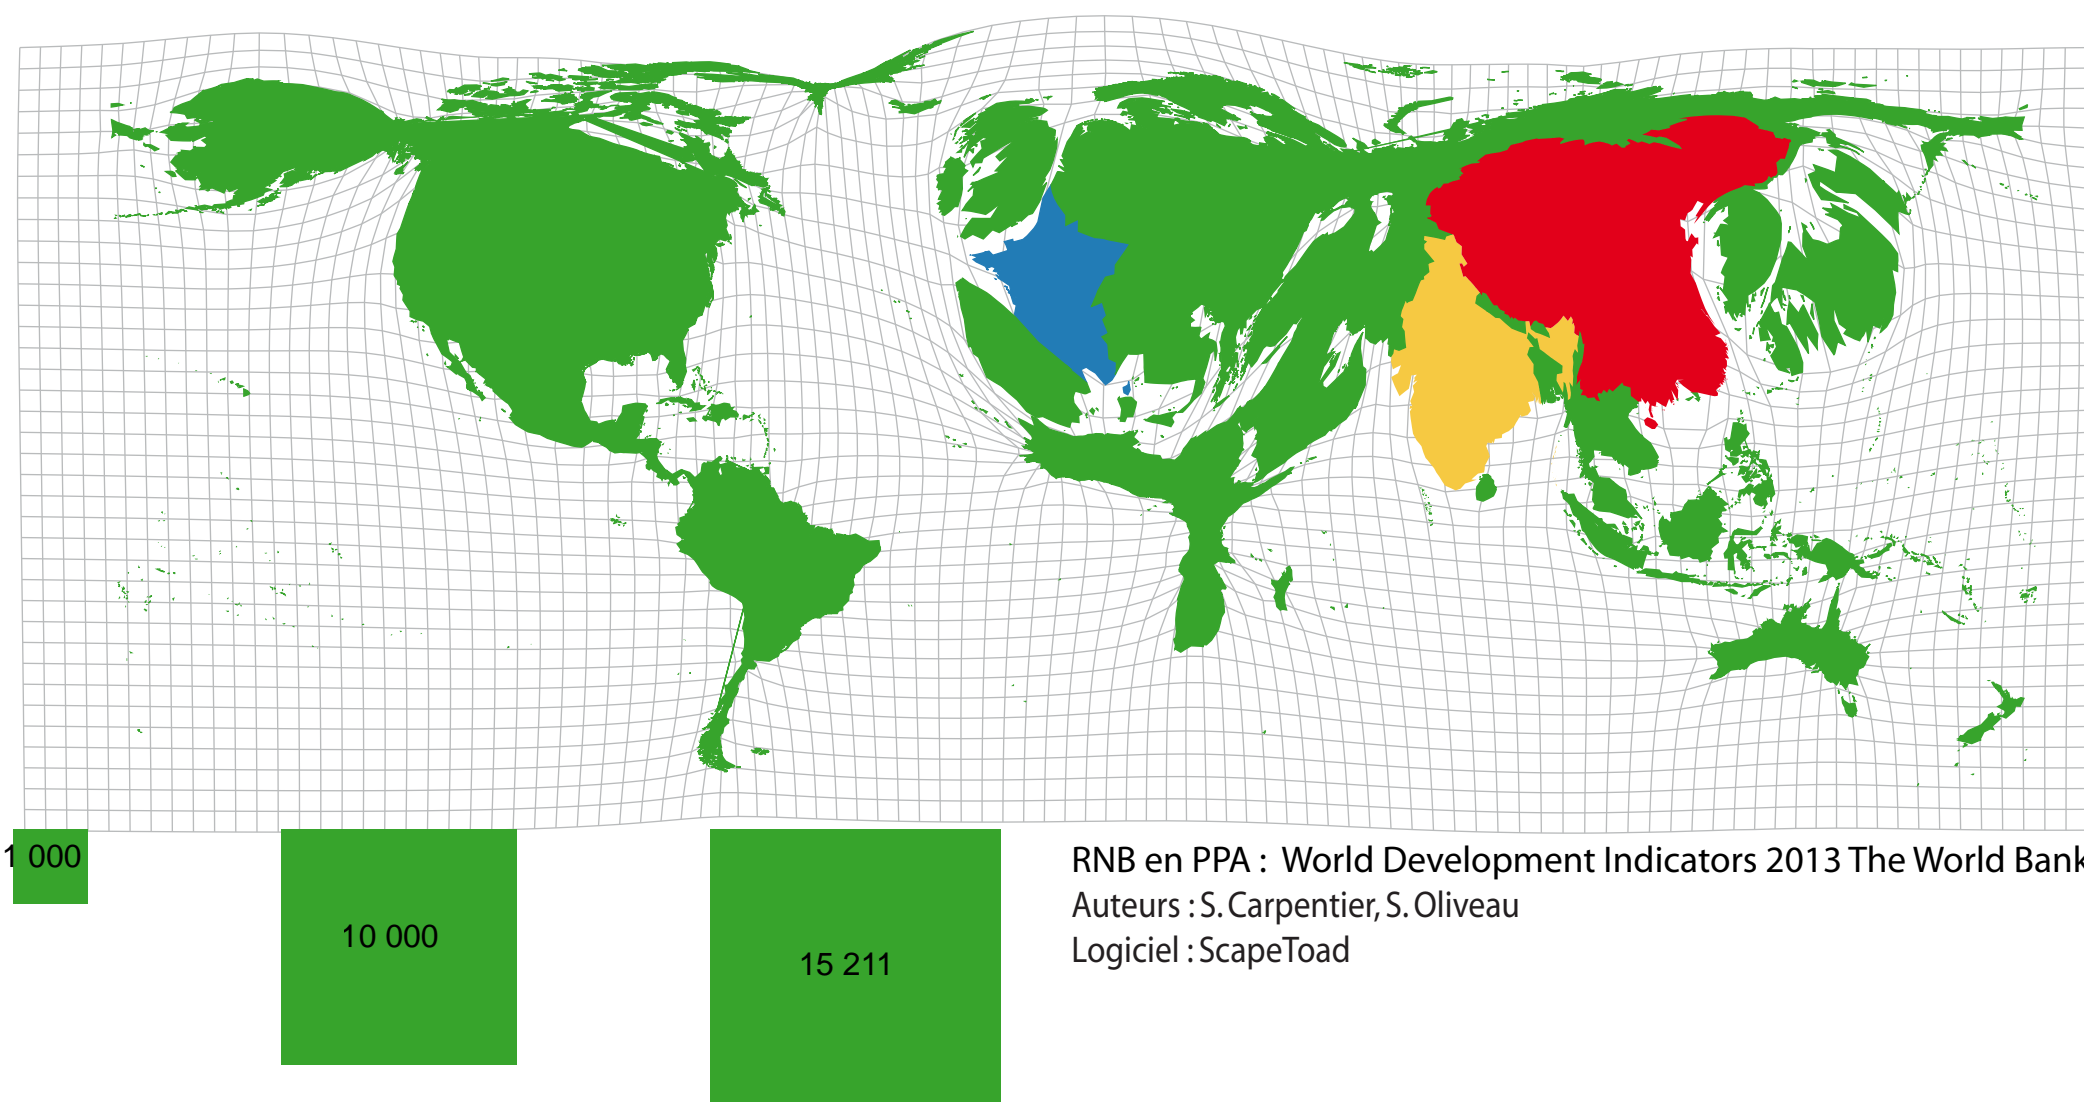 1 000
10 000
15 211
RNB en PPA : World Development Indicators 2013 The World Bank
Auteurs : S. Carpentier, S. Oliveau
Logiciel : ScapeToad